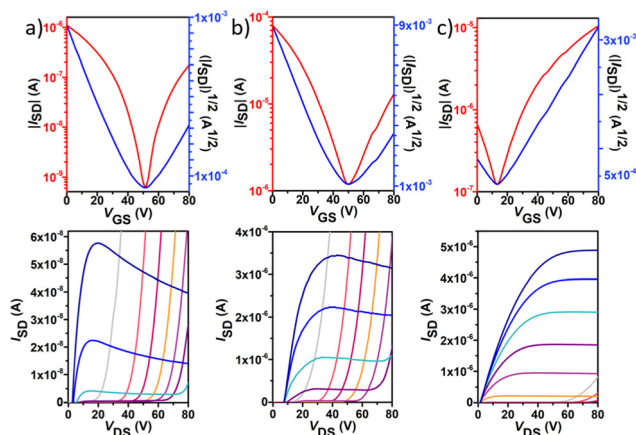 a)
1x10⁻³
10⁻⁶
10⁻⁷
10⁻⁸
10⁻⁹
|I_SD| (A)
(|I_SD|)^1/2 (A^1/2)
1x10⁻⁴
0 20 40 60 80
V_GS (V)
b)
10⁻⁴
9x10⁻³
10⁻⁵
10⁻⁶
|I_SD| (A)
(|I_SD|)^1/2 (A^1/2)
1x10⁻³
0 20 40 60 80
V_GS (V)
c)
10⁻⁴
3x10⁻³
10⁻⁵
10⁻⁶
10⁻⁷
|I_SD| (A)
(|I_SD|)^1/2 (A^1/2)
5x10⁻⁴
0 20 40 60 80
V_GS (V)
6x10⁻⁸
5x10⁻⁸
4x10⁻⁸
3x10⁻⁸
2x10⁻⁸
1x10⁻⁸
0
I_SD (A)
0 20 40 60 80
V_DS (V)
4x10⁻⁶
3x10⁻⁶
2x10⁻⁶
1x10⁻⁶
0
I_SD (A)
0 20 40 60 80
V_DS (V)
5x10⁻⁶
4x10⁻⁶
3x10⁻⁶
2x10⁻⁶
1x10⁻⁶
0
I_SD (A)
0 20 40 60 80
V_DS (V)